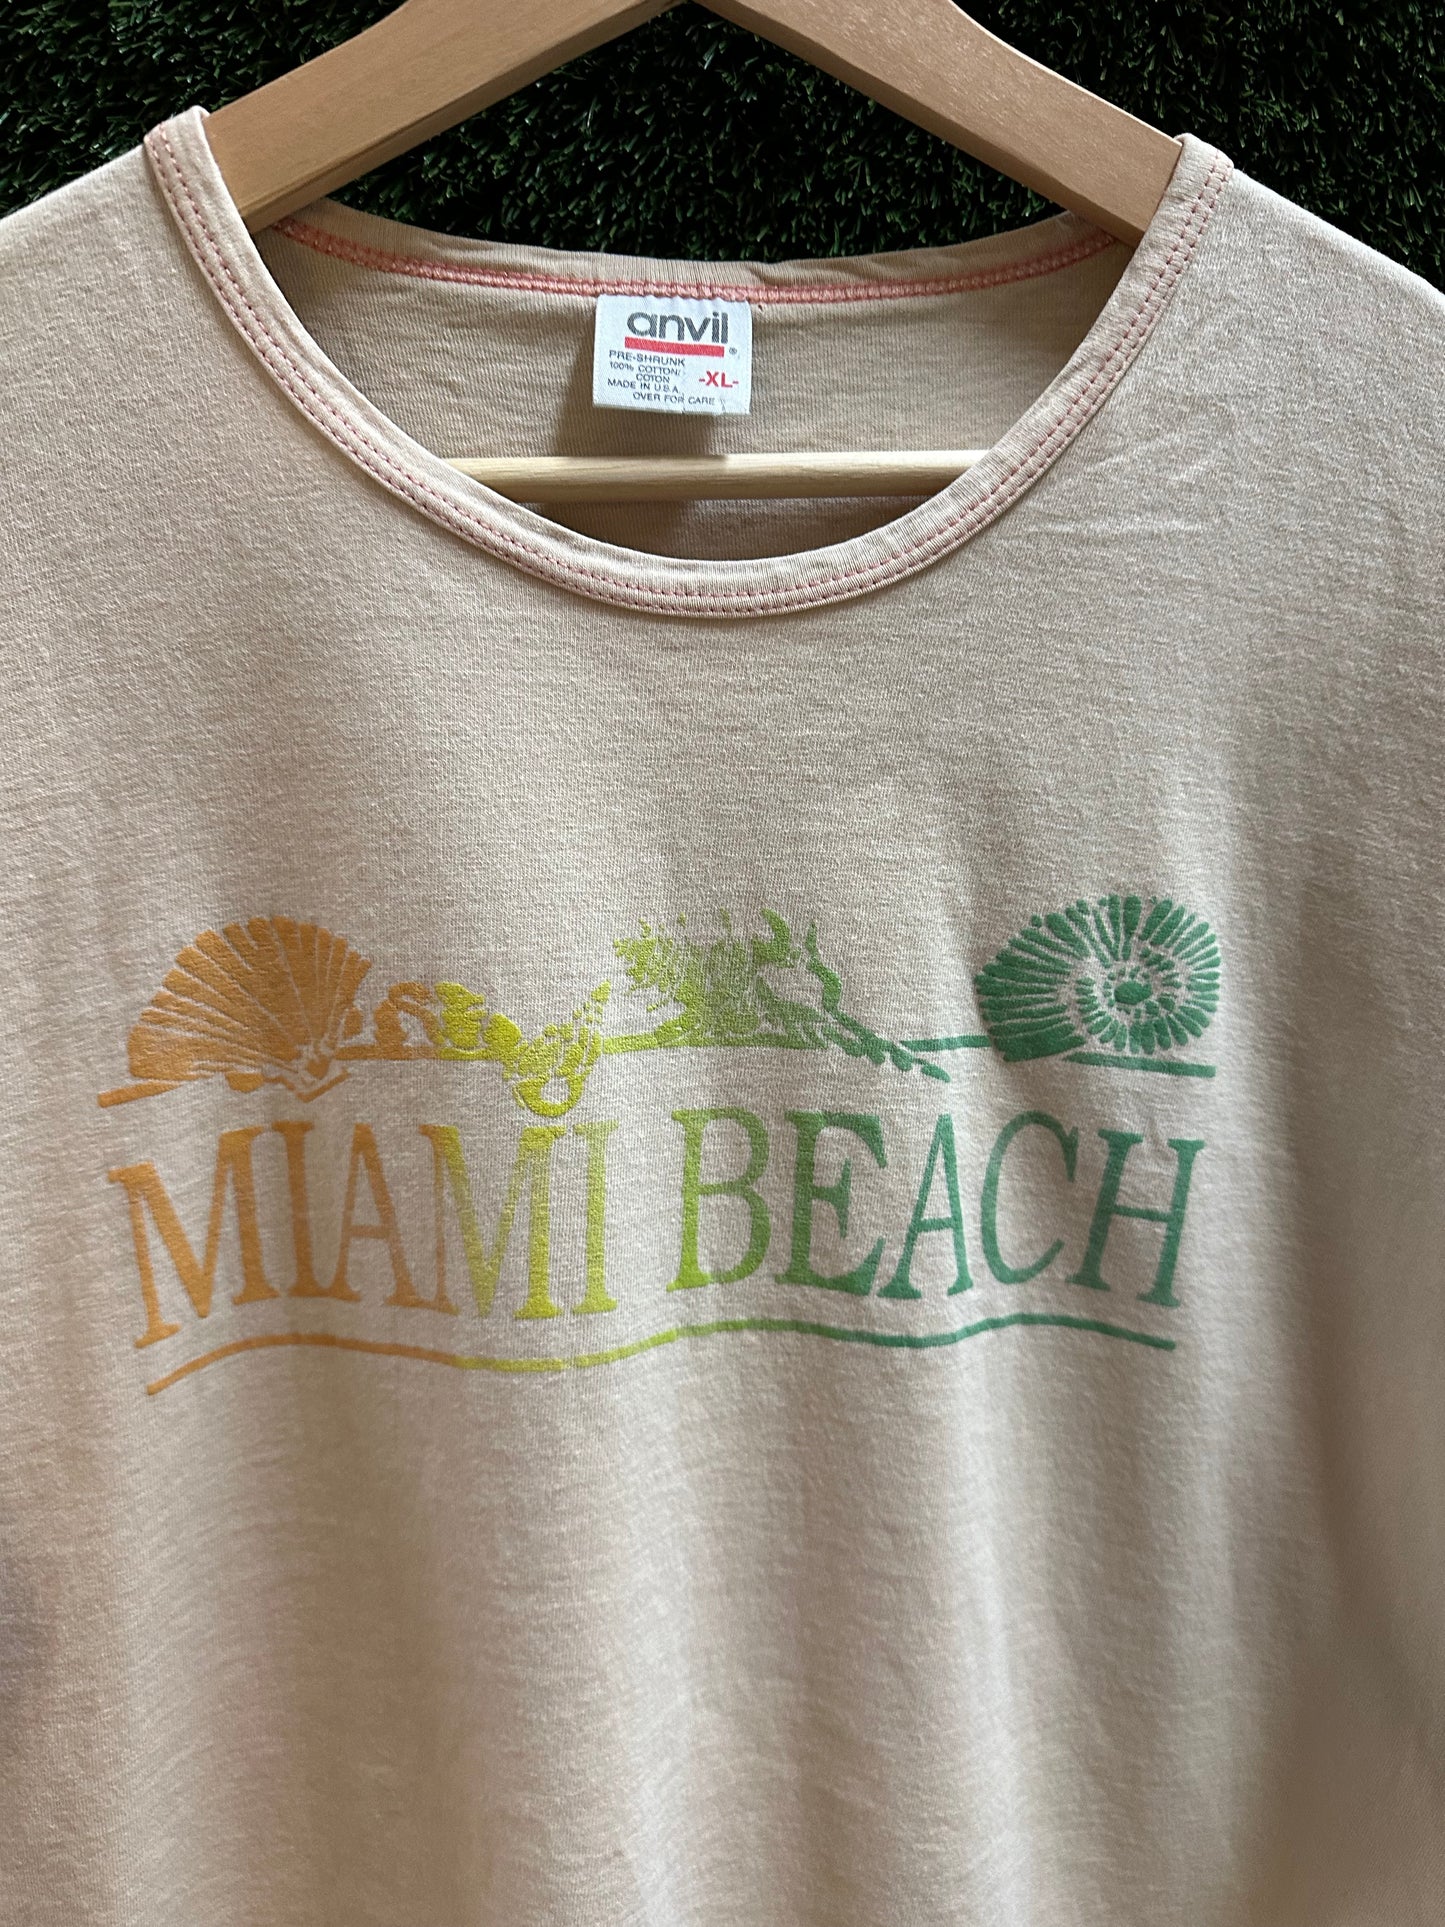 anvil®
PRE-SHRUNK
100% COTTON/
COTON
-XL-
MADE IN U.S.A.
OVER FOR CARE
MIAMI BEACH